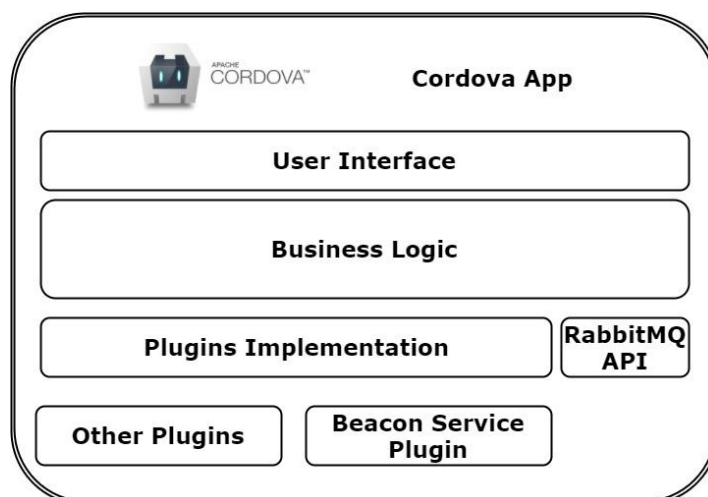 APACHE
CORDOVA™
Cordova App
User Interface
Business Logic
Plugins Implementation
RabbitMQ
API
Other Plugins
Beacon Service
Plugin